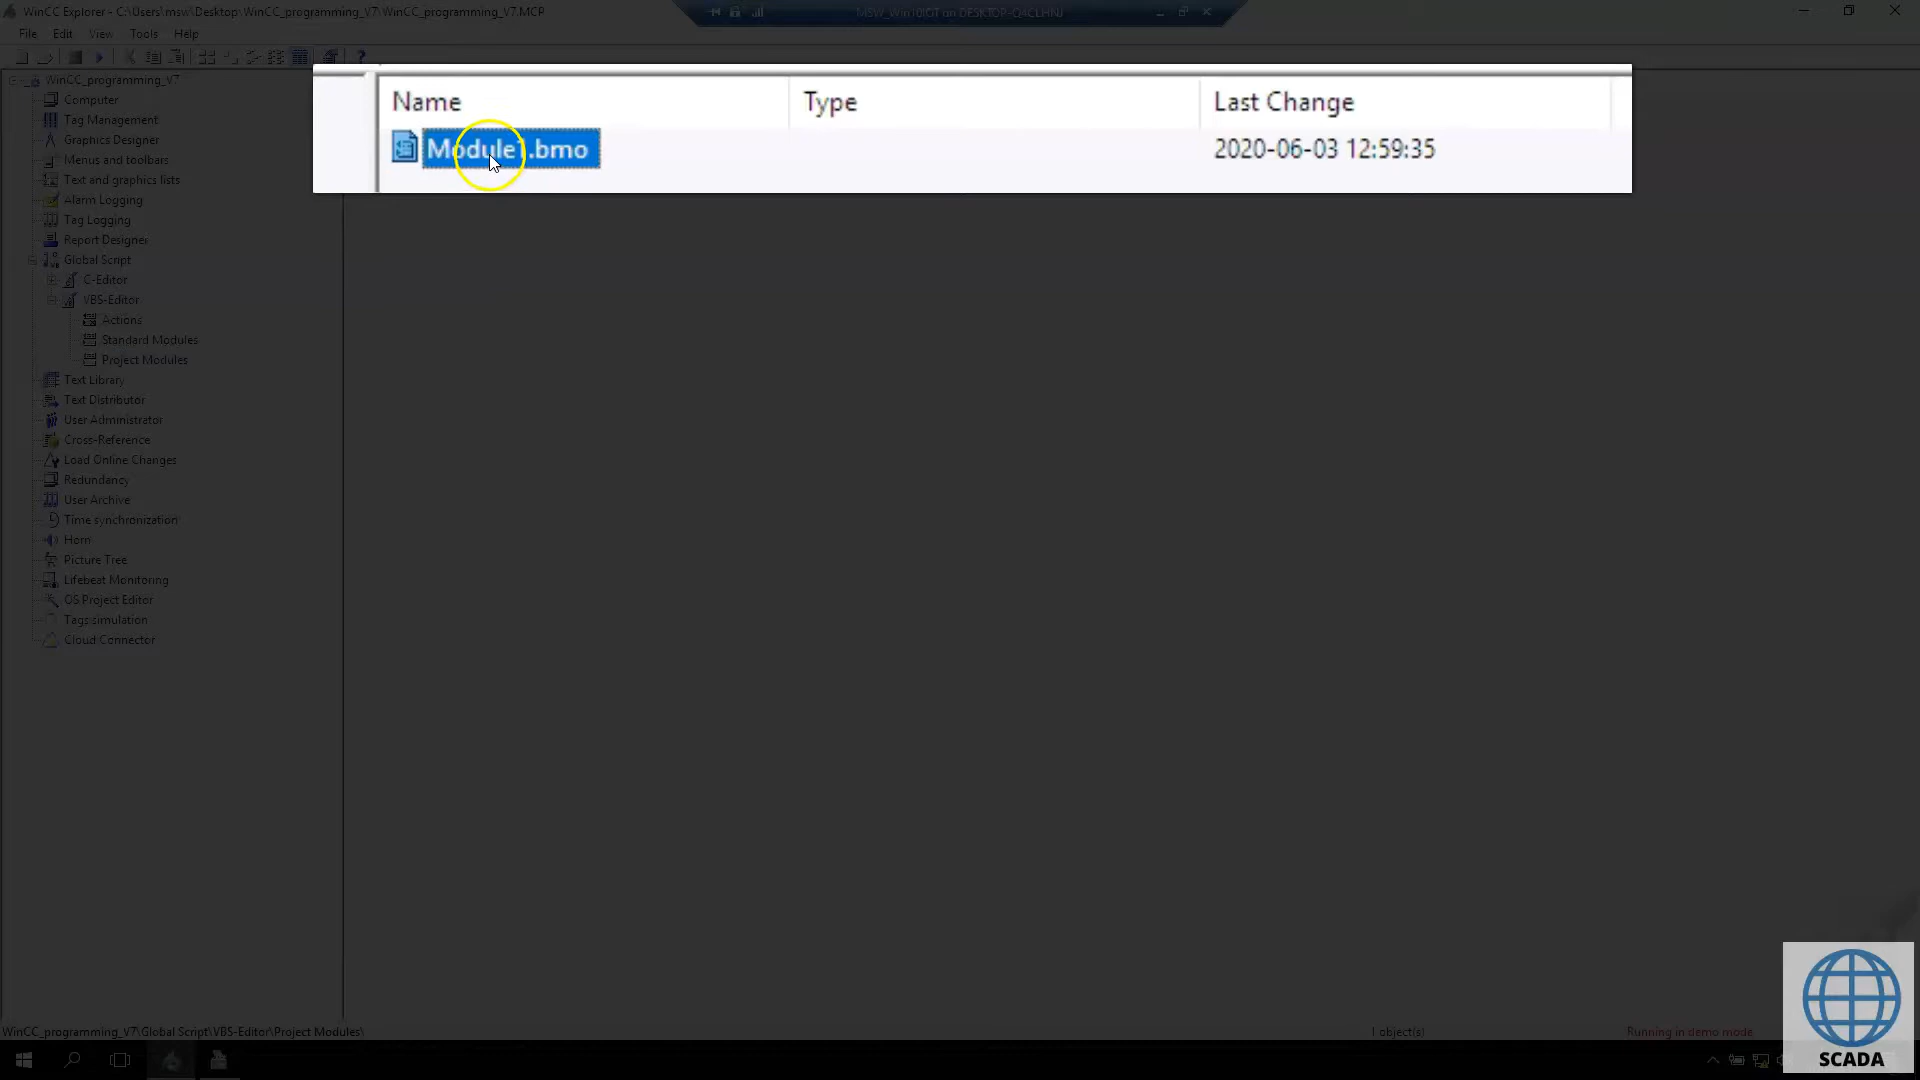 WinCC Explorer - C:\Users\msw\Desktop\WinCC_programming_V7\WinCC_programming_V7.MCP
MSW_Win10IOT on DESKTOP-Q4CLHNJ
File Edit View Tools Help
WinCC_programming_V7
Computer
Tag Management
Graphics Designer
Menus and toolbars
Text and graphics lists
Alarm Logging
Tag Logging
Report Designer
Global Script
C-Editor
VBS-Editor
Actions
Standard Modules
Project Modules
Text Library
Text Distributor
User Administrator
Cross-Reference
Load Online Changes
Redundancy
User Archive
Time synchronization
Horn
Picture Tree
Lifebeat Monitoring
OS Project Editor
Tags simulation
Cloud Connector
Name Type Last Change
Module1.bmo 2020-06-03 12:59:35
WinCC_programming_V7\Global Script\VBS-Editor\Project Modules\
1 object(s)
Running in demo mode
SCADA